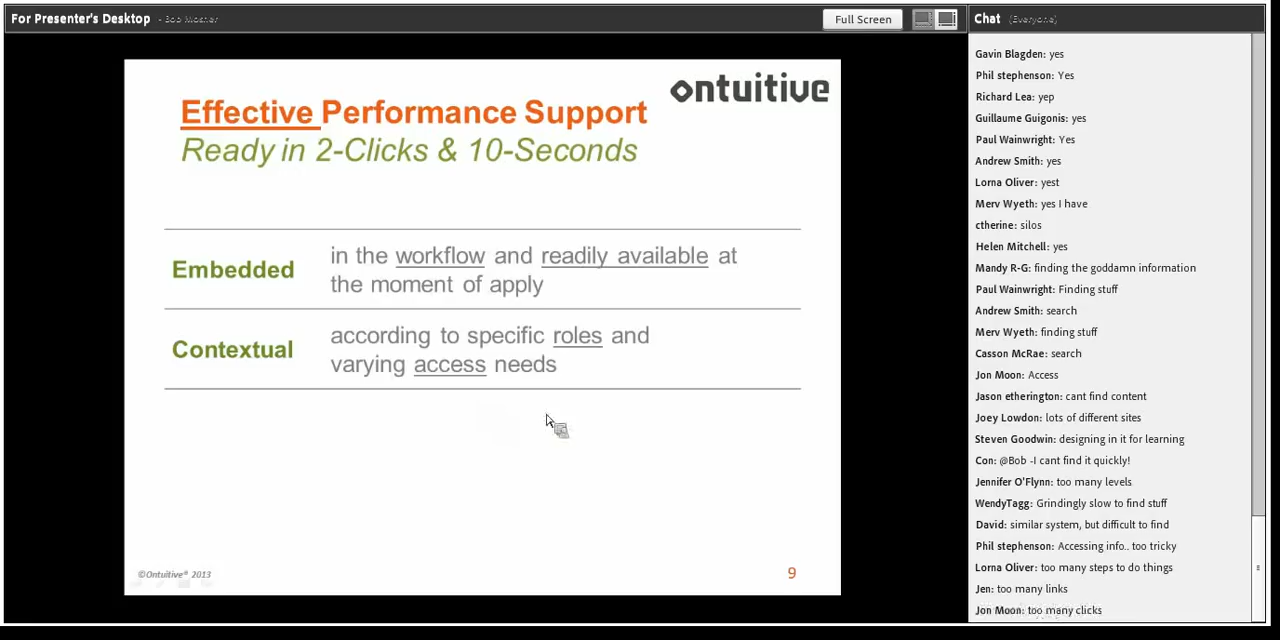 For Presenter's Desktop - Bob Mosher
Full Screen
Chat (Everyone)
ontuitive
Effective Performance Support
Ready in 2-Clicks & 10-Seconds
Embedded
in the workflow and readily available at
the moment of apply
Contextual
according to specific roles and
varying access needs
©Ontuitive® 2013
9
Gavin Blagden: yes
Phil stephenson: Yes
Richard Lea: yep
Guillaume Guigonis: yes
Paul Wainwright: Yes
Andrew Smith: yes
Lorna Oliver: yest
Merv Wyeth: yes I have
ctherine: silos
Helen Mitchell: yes
Mandy R-G: finding the goddamn information
Paul Wainwright: Finding stuff
Andrew Smith: search
Merv Wyeth: finding stuff
Casson McRae: search
Jon Moon: Access
Jason etherington: cant find content
Joey Lowdon: lots of different sites
Steven Goodwin: designing in it for learning
Con: @Bob -I cant find it quickly!
Jennifer O'Flynn: too many levels
WendyTagg: Grindingly slow to find stuff
David: similar system, but difficult to find
Phil stephenson: Accessing info.. too tricky
Lorna Oliver: too many steps to do things
Jen: too many links
Jon Moon: too many clicks